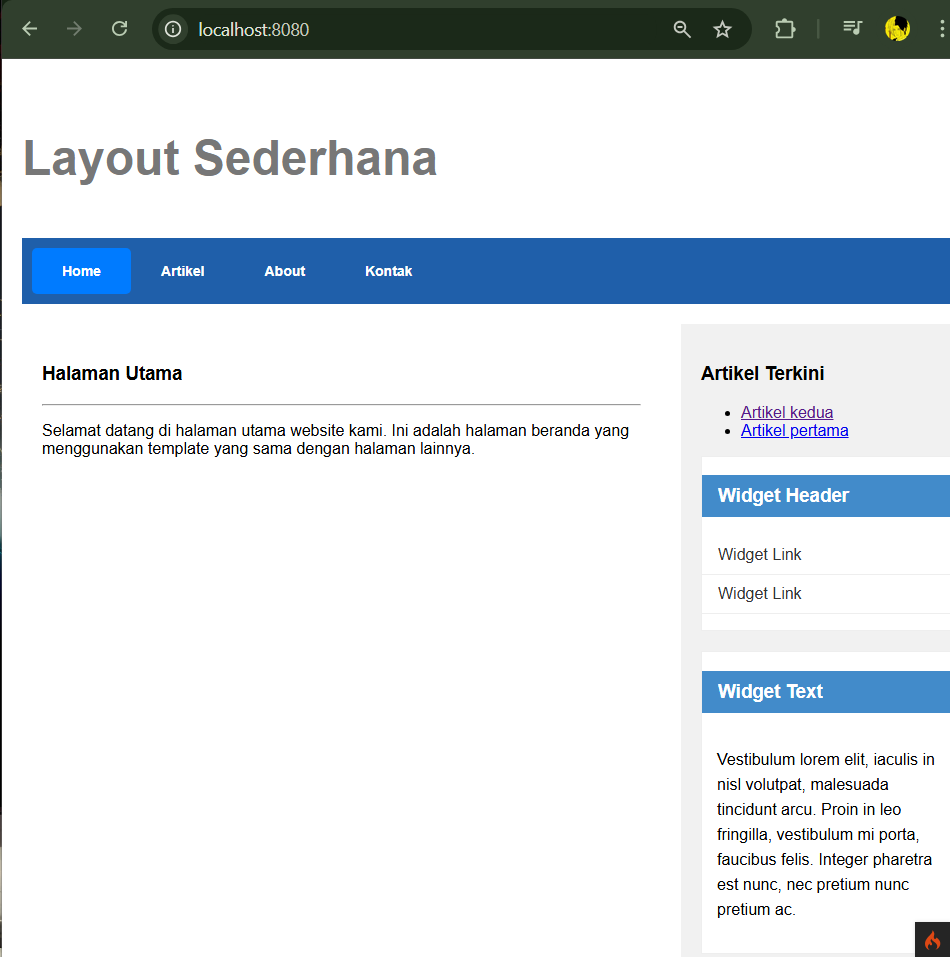 localhost:8080
Layout Sederhana
Home
Artikel
About
Kontak
Halaman Utama
Selamat datang di halaman utama website kami. Ini adalah halaman beranda yang
menggunakan template yang sama dengan halaman lainnya.
Artikel Terkini
Artikel kedua
Artikel pertama
Widget Header
Widget Link
Widget Link
Widget Text
Vestibulum lorem elit, iaculis in
nisl volutpat, malesuada
tincidunt arcu. Proin in leo
fringilla, vestibulum mi porta,
faucibus felis. Integer pharetra
est nunc, nec pretium nunc
pretium ac.